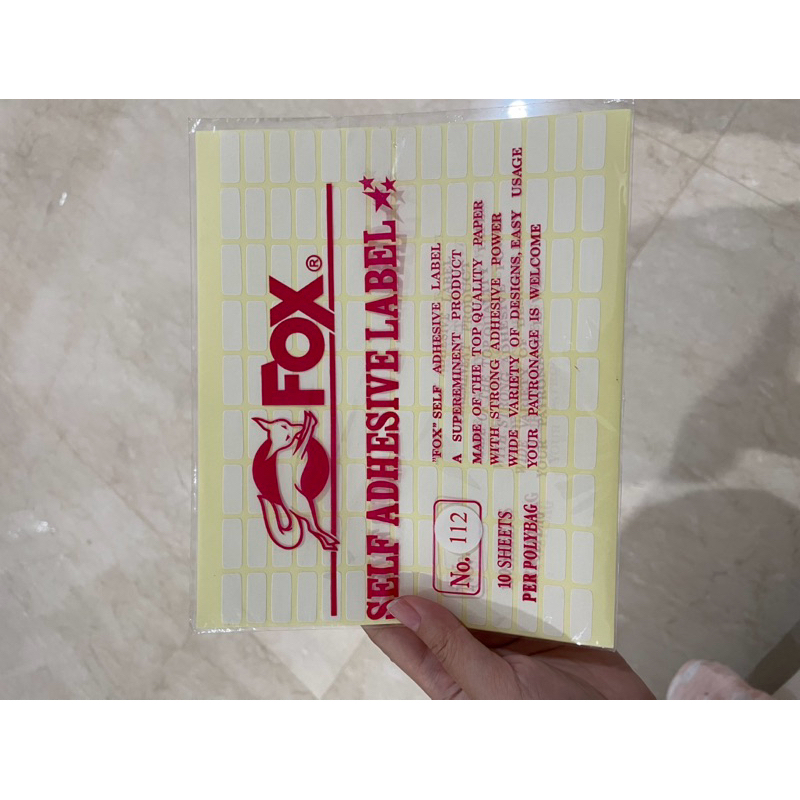 FOX®
SELF ADHESIVE LABEL
"FOX" SELF ADHESIVE LABEL
A SUPEREMINENT PRODUCT
MADE OF THE TOP QUALITY PAPER
WITH STRONG ADHESIVE POWER
WIDE VARIETY OF DESIGNS, EASY USAGE
YOUR PATRONAGE IS WELCOME
No. 112
10 SHEETS
PER POLYBAG